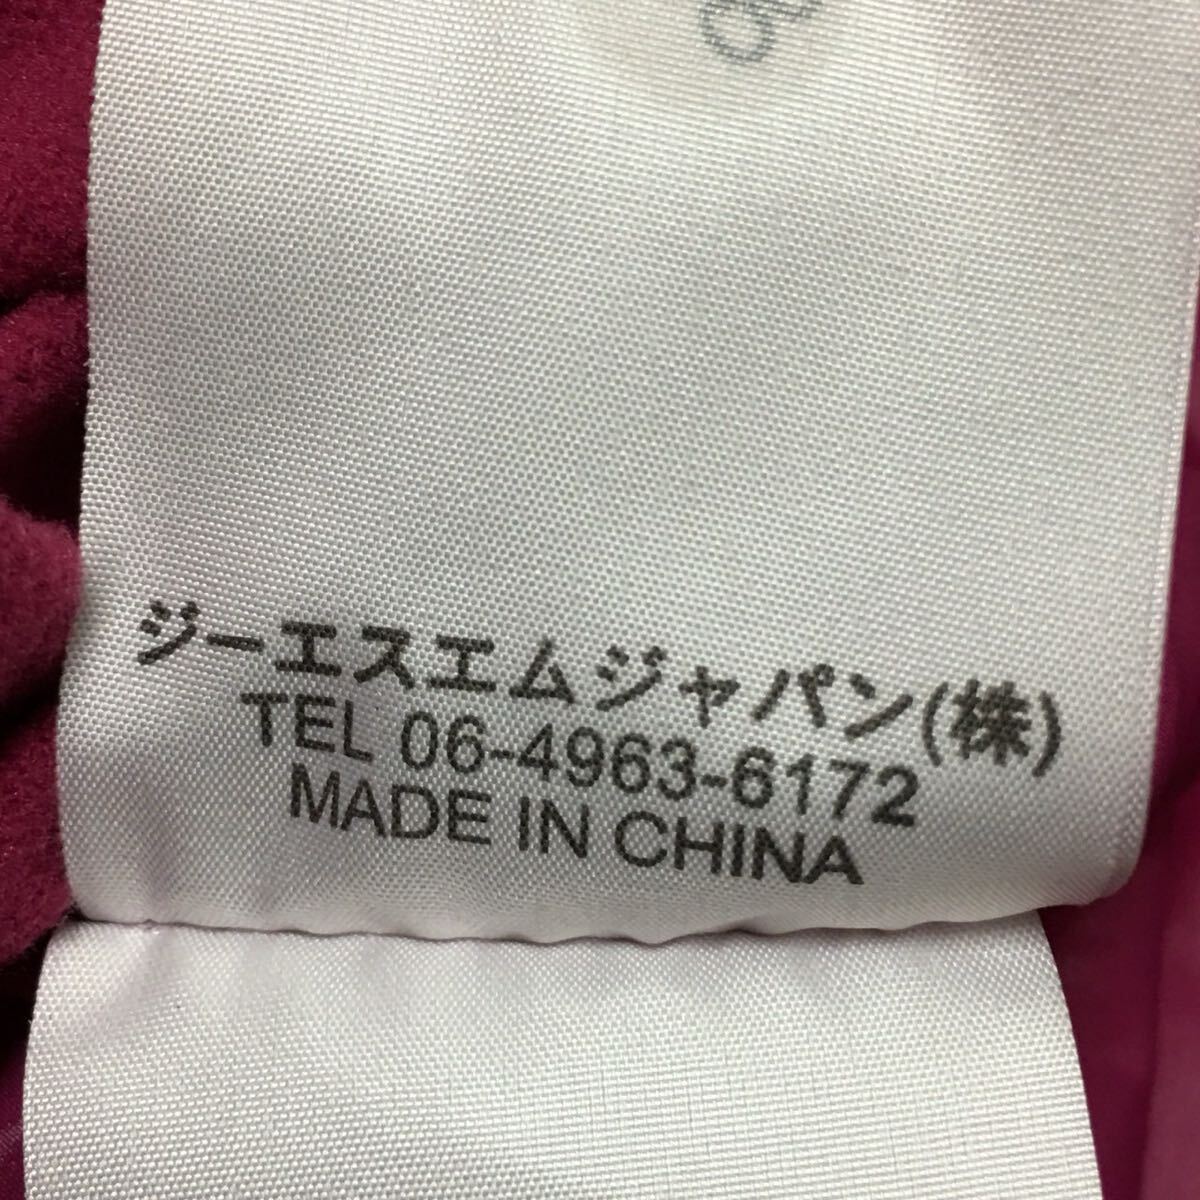 ジーエスエムジャパン(株)
TEL 06-4963-6172
MADE IN CHINA